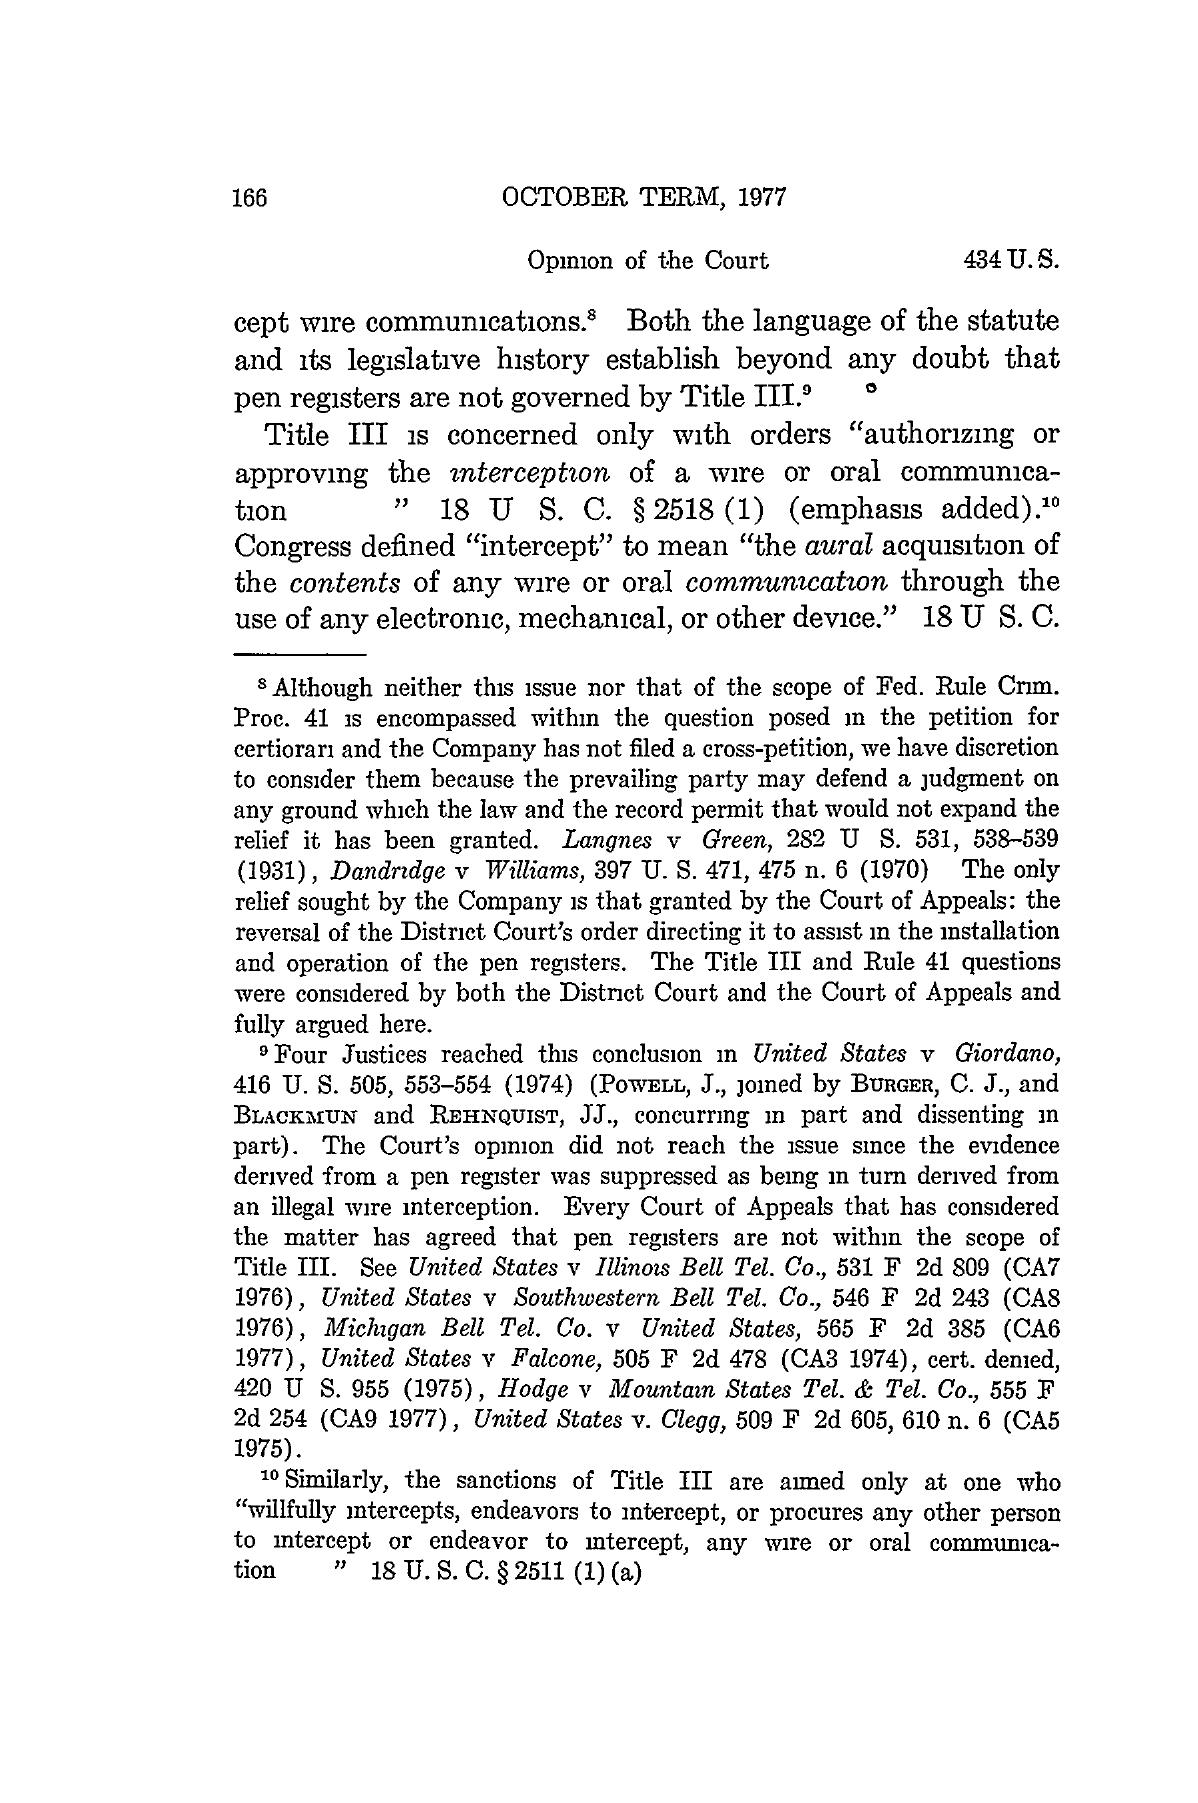 166 OCTOBER TERM, 1977
Opinion of the Court 434 U.S.
cept wire communications.⁸ Both the language of the statute
and its legislative history establish beyond any doubt that
pen registers are not governed by Title III.⁹
Title III is concerned only with orders “authorizing or
approving the interception of a wire or oral communica-
tion ” 18 U S. C. § 2518 (1) (emphasis added).¹⁰
Congress defined “intercept” to mean “the aural acquisition of
the contents of any wire or oral communication through the
use of any electronic, mechanical, or other device.” 18 U S. C.
⁸ Although neither this issue nor that of the scope of Fed. Rule Crim.
Proc. 41 is encompassed within the question posed in the petition for
certiorari and the Company has not filed a cross-petition, we have discretion
to consider them because the prevailing party may defend a judgment on
any ground which the law and the record permit that would not expand the
relief it has been granted. Langnes v Green, 282 U S. 531, 538–539
(1931), Dandridge v Williams, 397 U. S. 471, 475 n. 6 (1970) The only
relief sought by the Company is that granted by the Court of Appeals: the
reversal of the District Court’s order directing it to assist in the installation
and operation of the pen registers. The Title III and Rule 41 questions
were considered by both the District Court and the Court of Appeals and
fully argued here.
⁹ Four Justices reached this conclusion in United States v Giordano,
416 U. S. 505, 553–554 (1974) (POWELL, J., joined by BURGER, C. J., and
BLACKMUN and REHNQUIST, JJ., concurring in part and dissenting in
part). The Court’s opinion did not reach the issue since the evidence
derived from a pen register was suppressed as being in turn derived from
an illegal wire interception. Every Court of Appeals that has considered
the matter has agreed that pen registers are not within the scope of
Title III. See United States v Illinois Bell Tel. Co., 531 F 2d 809 (CA7
1976), United States v Southwestern Bell Tel. Co., 546 F 2d 243 (CA8
1976), Michigan Bell Tel. Co. v United States, 565 F 2d 385 (CA6
1977), United States v Falcone, 505 F 2d 478 (CA3 1974), cert. denied,
420 U S. 955 (1975), Hodge v Mountain States Tel. & Tel. Co., 555 F
2d 254 (CA9 1977), United States v. Clegg, 509 F 2d 605, 610 n. 6 (CA5
1975).
¹⁰ Similarly, the sanctions of Title III are aimed only at one who
“willfully intercepts, endeavors to intercept, or procures any other person
to intercept or endeavor to intercept, any wire or oral communica-
tion ” 18 U. S. C. § 2511 (1) (a)